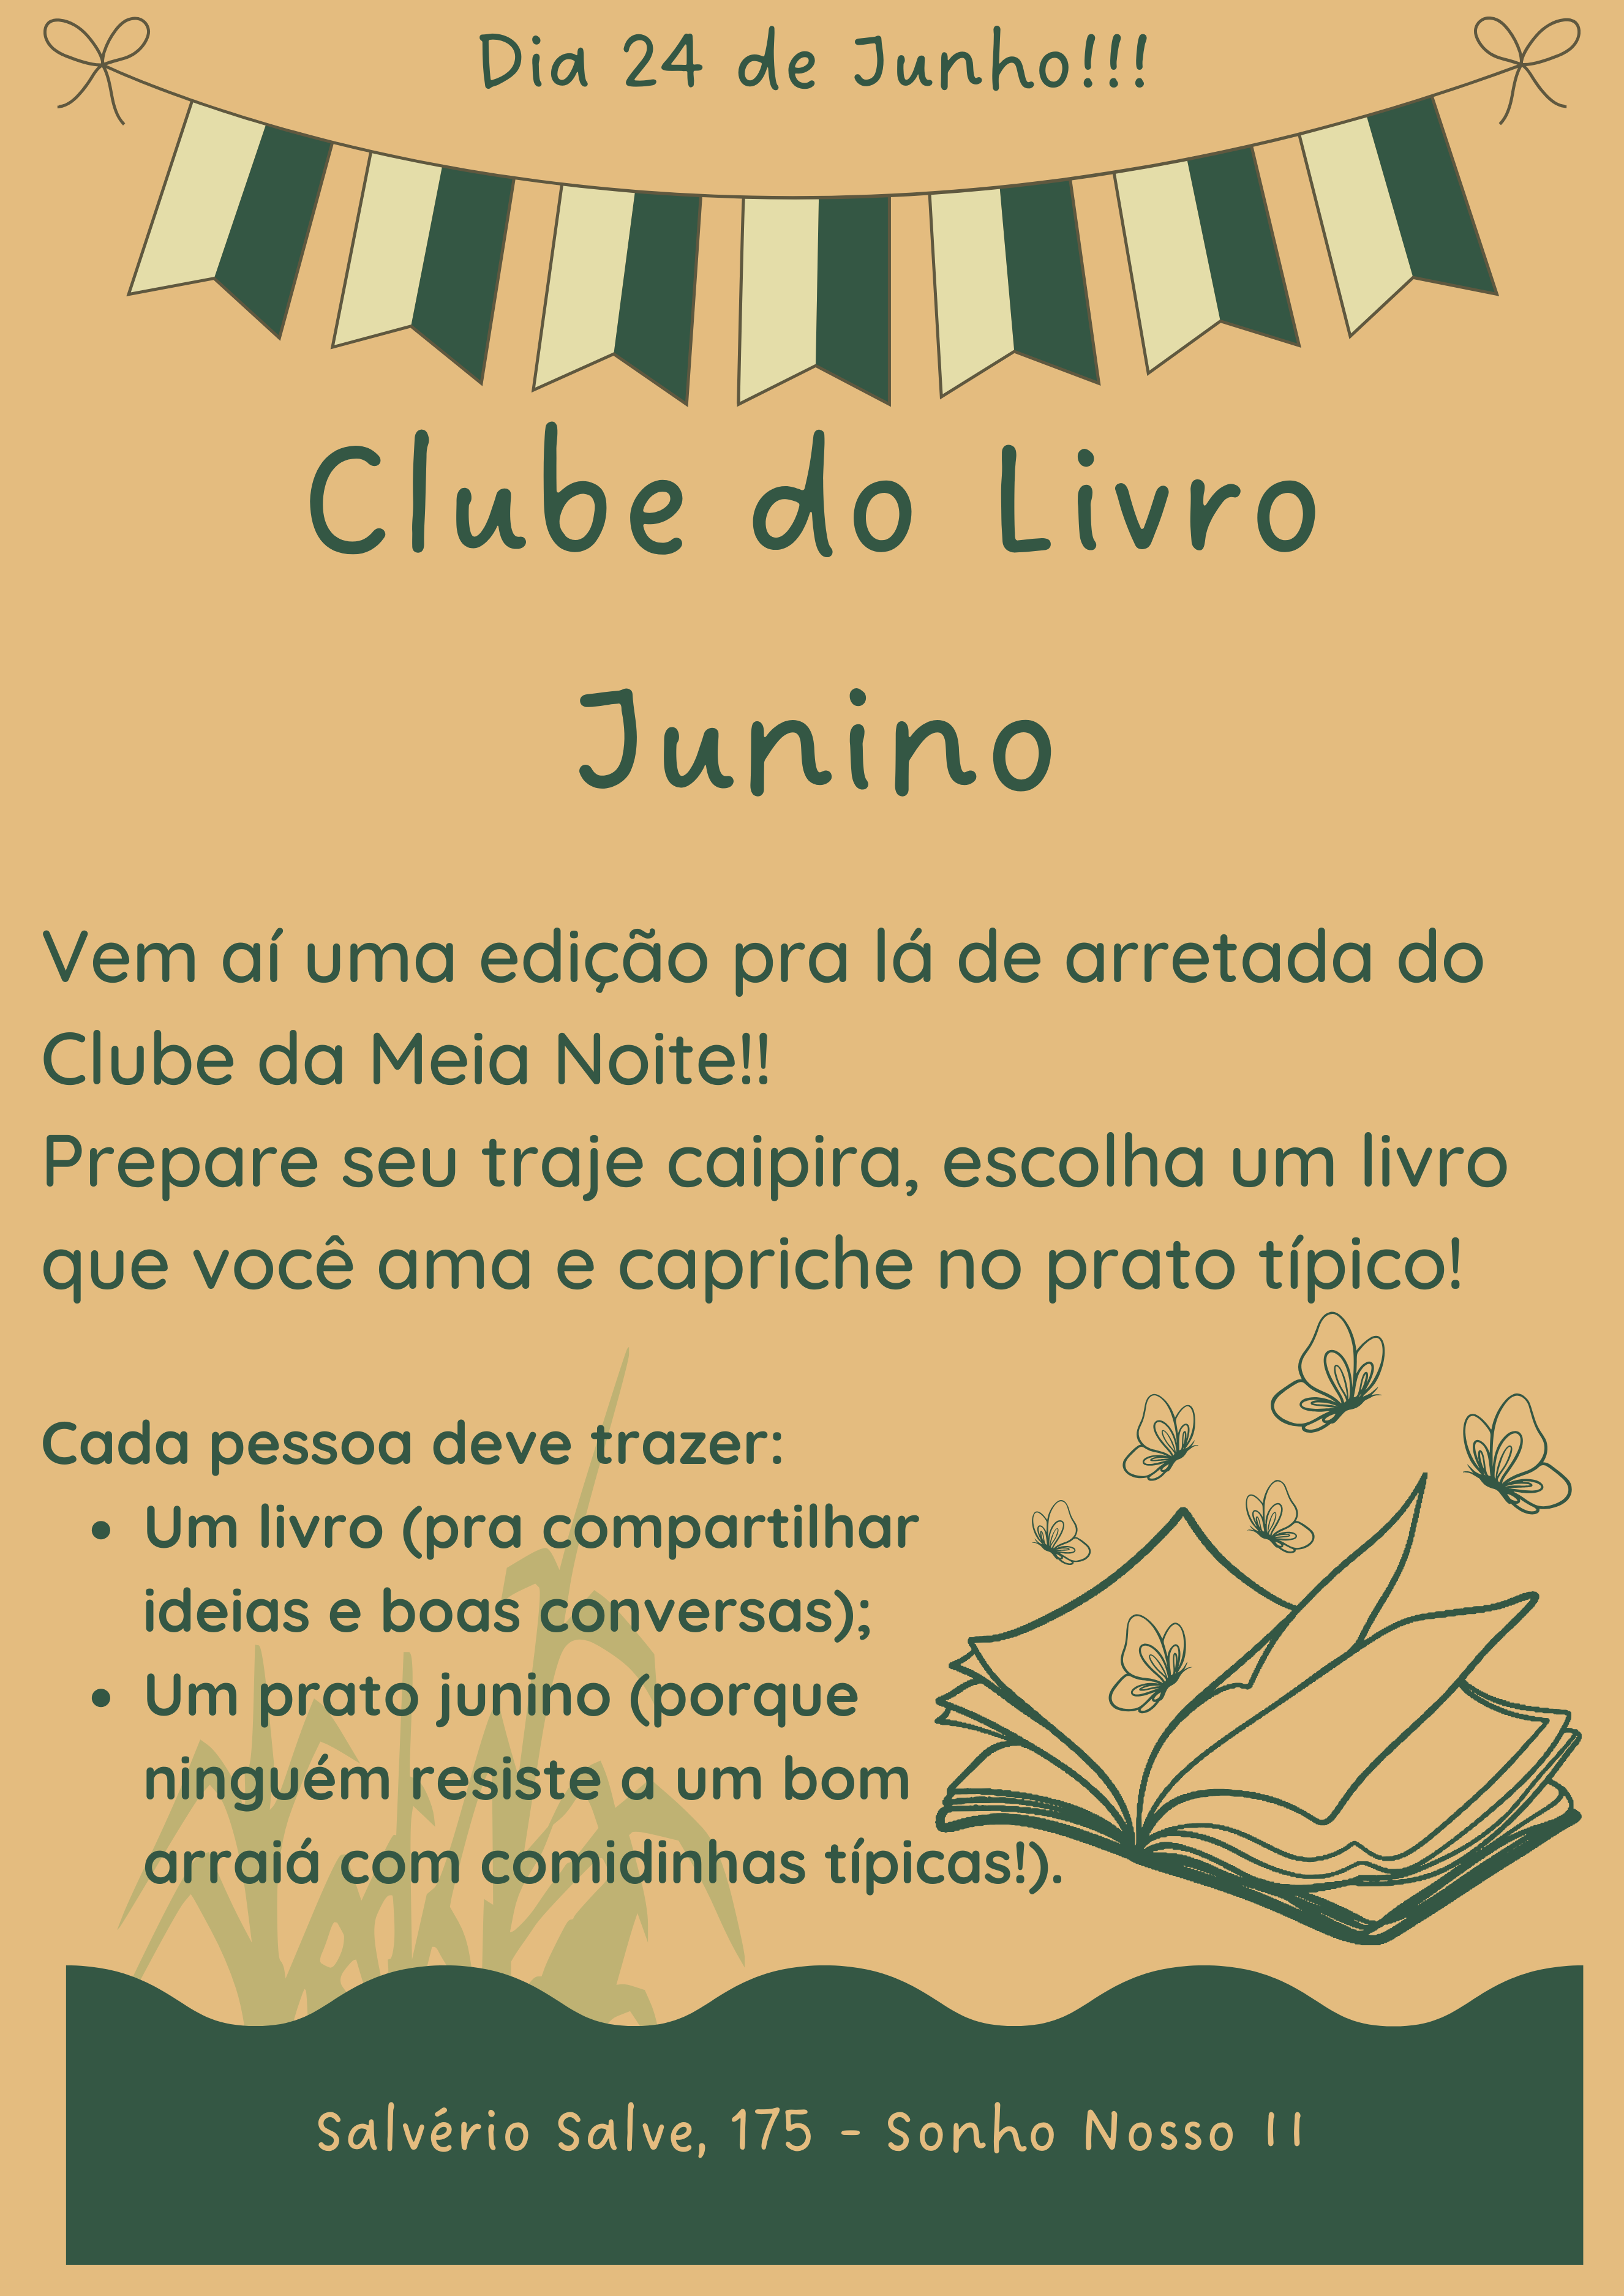 Dia 24 de Junho!!!
Clube do Livro
Junino
Vem aí uma edição pra lá de arretada do
Clube da Meia Noite!!
Prepare seu traje caipira, escolha um livro
que você ama e capriche no prato típico!
Cada pessoa deve trazer:
• Um livro (pra compartilhar
ideias e boas conversas);
• Um prato junino (porque
ninguém resiste a um bom
arraiá com comidinhas típicas!).
Salvério Salve, 175 - Sonho Nosso II